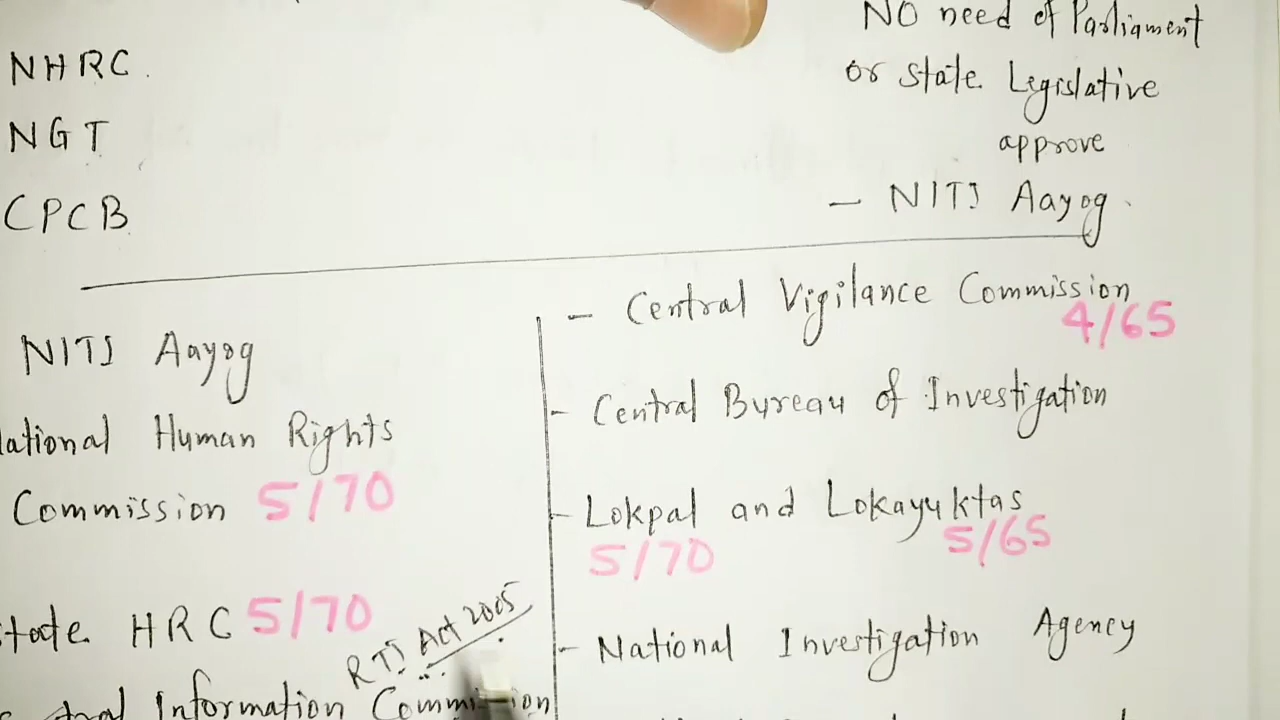 NHRC.
NGT
CPCB
NO need of Parliament
or state Legislative
approve
- NITI Aayog.
NITI Aayog
National Human Rights
Commission 5/70
State HRC 5/70
RTI Act 2005
Information Commission
- Central Vigilance Commission
4/65
- Central Bureau of Investigation
- Lokpal and Lokayuktas
5/70 5/65
- National Investigation Agency